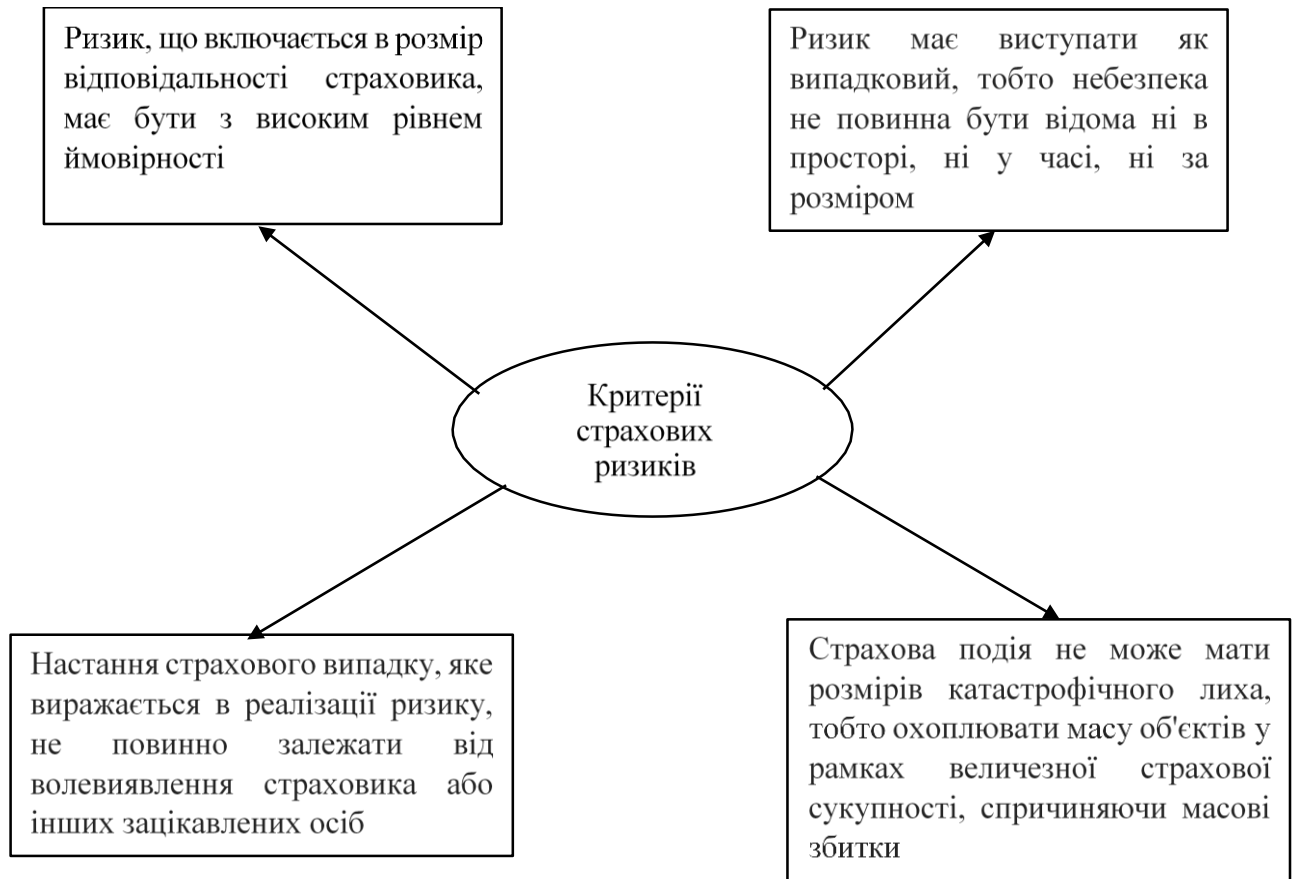 Ризик, що включається в розмір
відповідальності страховика,
має бути з високим рівнем
ймовірності
Ризик має виступати як
випадковий, тобто небезпека
не повинна бути відома ні в
просторі, ні у часі, ні за
розміром
Критерії
страхових
ризиків
Настання страхового випадку, яке
виражається в реалізації ризику,
не повинно залежати від
волевиявлення страховика або
інших зацікавлених осіб
Страхова подія не може мати
розмірів катастрофічного лиха,
тобто охоплювати масу об'єктів у
рамках величезної страхової
сукупності, спричиняючи масові
збитки